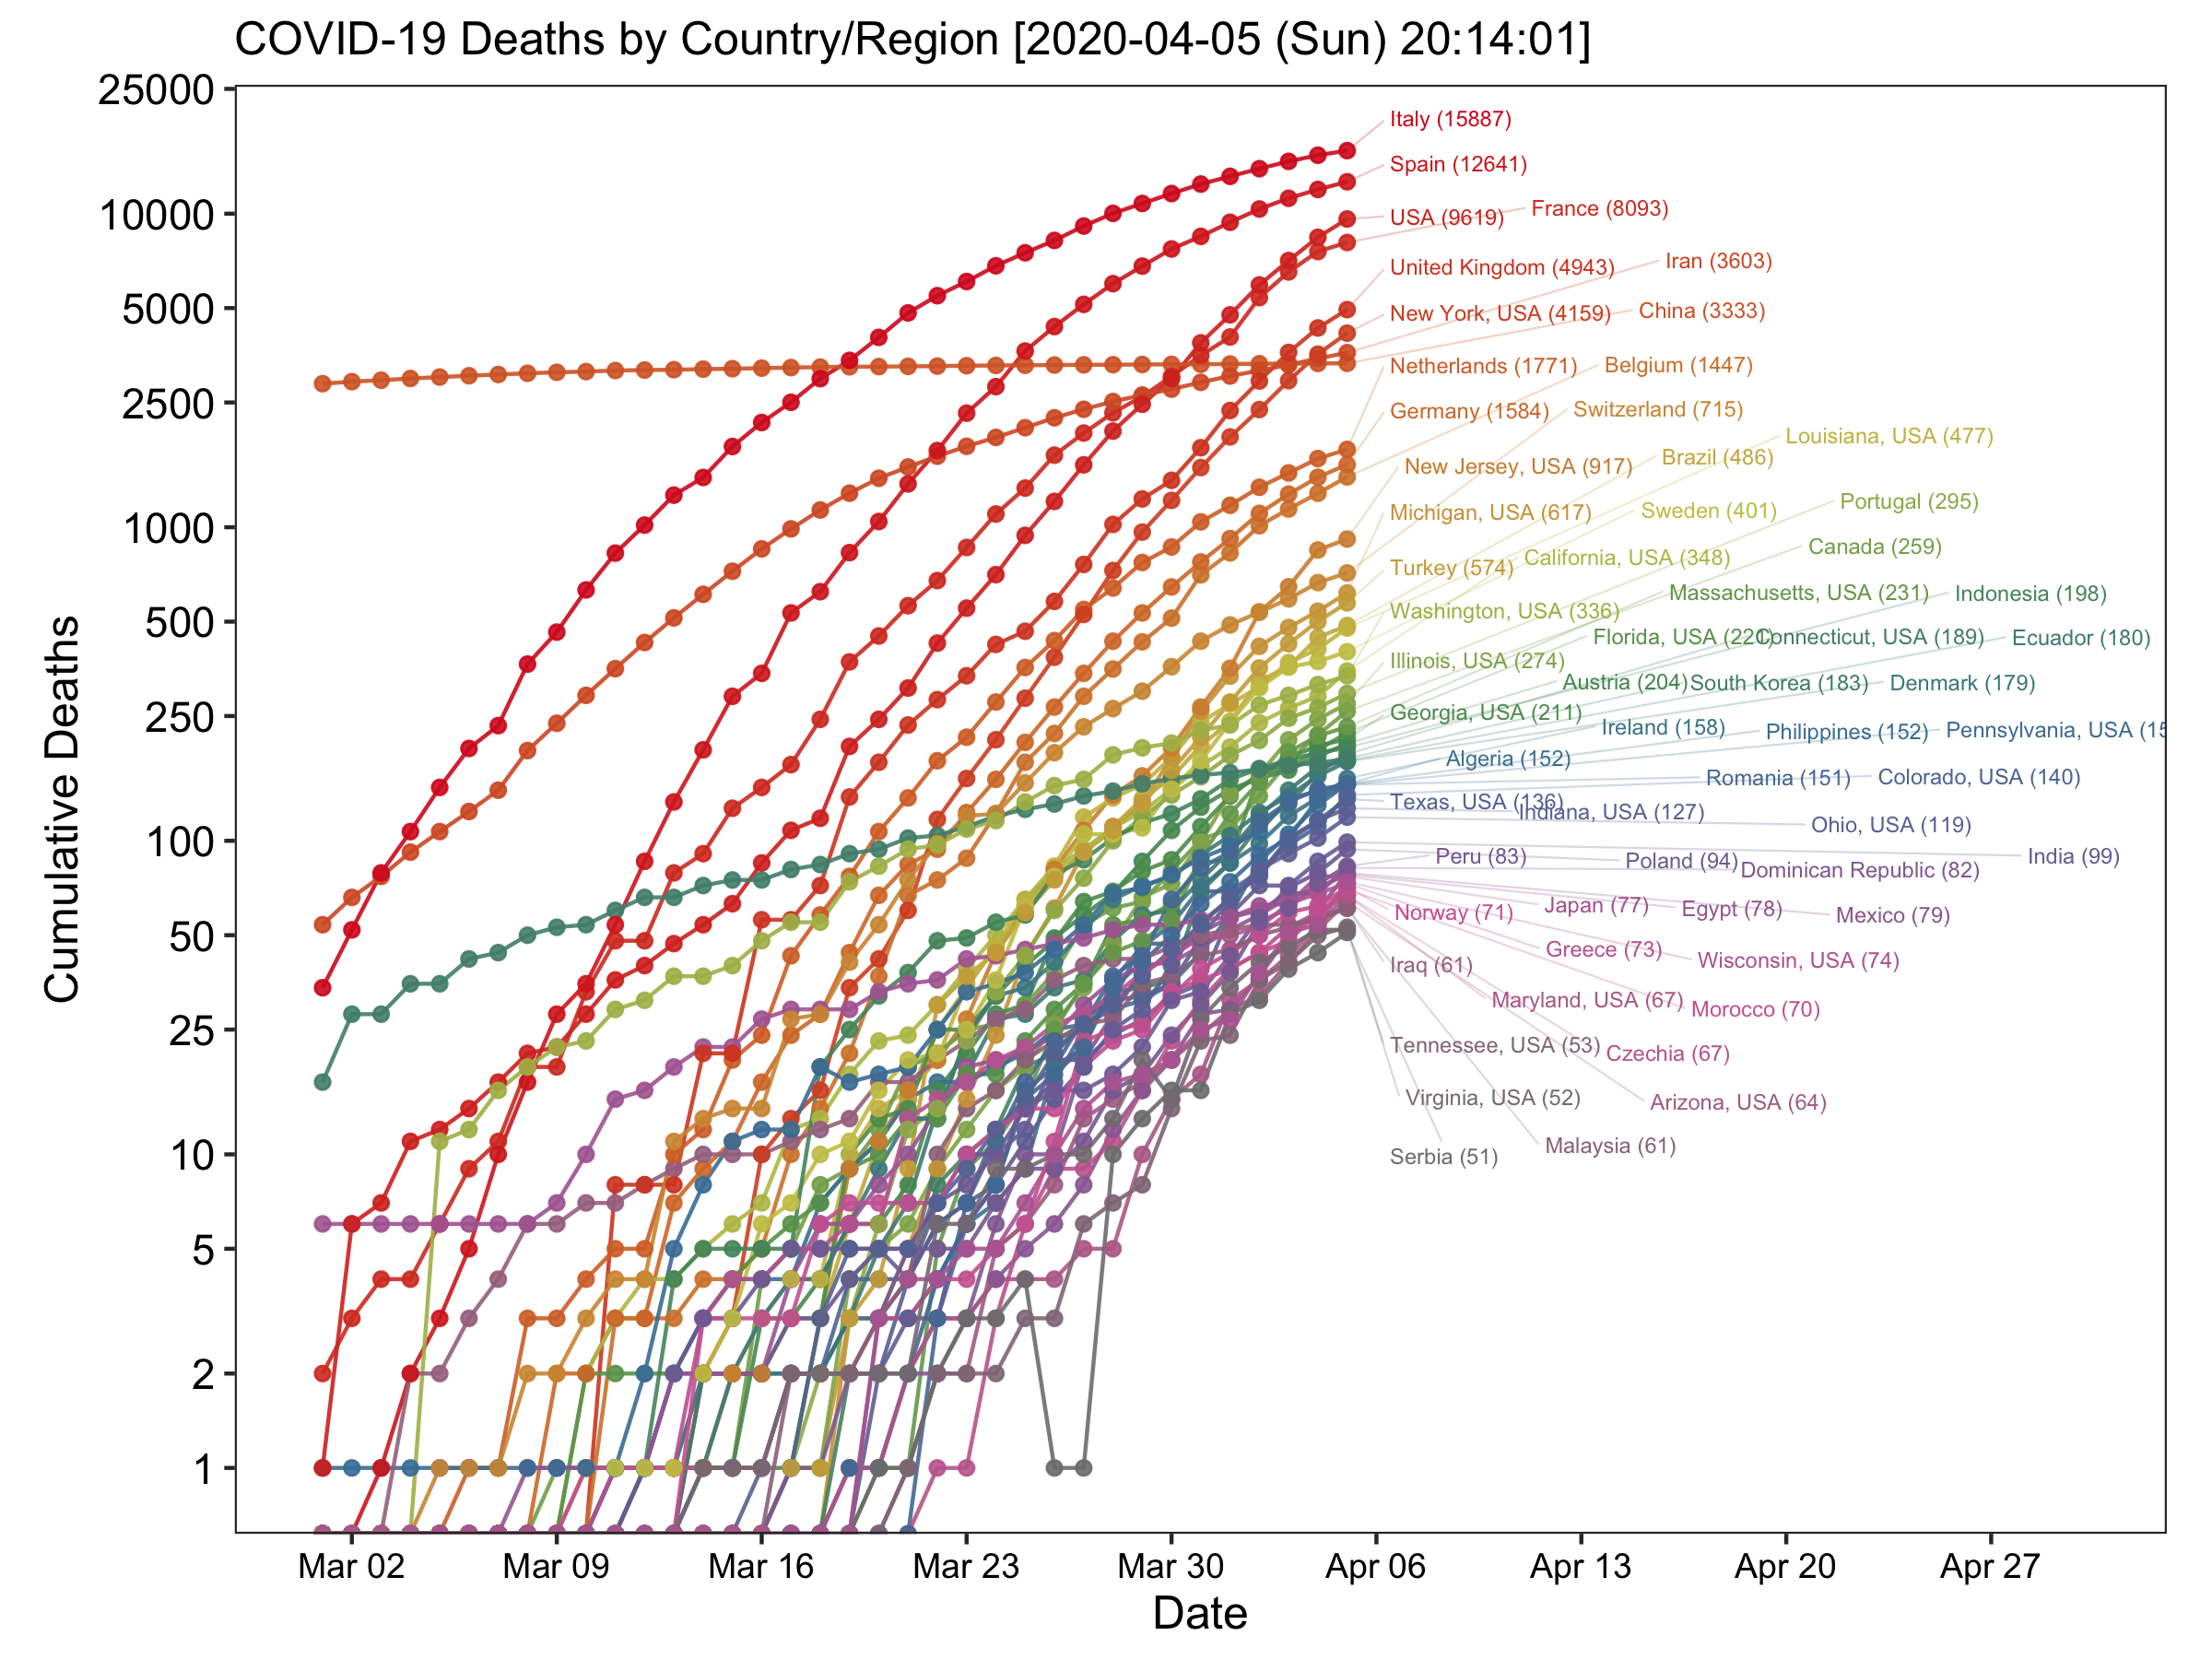 COVID-19 Deaths by Country/Region [2020-04-05 (Sun) 20:14:01]
Cumulative Deaths
25000
10000
5000
2500
1000
500
250
100
50
25
10
5
2
1
Italy (15887)
Spain (12641)
USA (9619)
France (8093)
United Kingdom (4943)
Iran (3603)
New York, USA (4159)
China (3333)
Netherlands (1771)
Belgium (1447)
Germany (1584)
Switzerland (715)
Louisiana, USA (477)
New Jersey, USA (917)
Brazil (486)
Michigan, USA (617)
Sweden (401)
Portugal (295)
Turkey (574)
California, USA (348)
Canada (259)
Washington, USA (336)
Massachusetts, USA (231)
Indonesia (198)
Florida, USA (221)
Connecticut, USA (189)
Ecuador (180)
Illinois, USA (274)
Austria (204)
South Korea (183)
Denmark (179)
Georgia, USA (211)
Ireland (158)
Philippines (152)
Pennsylvania, USA (15
Algeria (152)
Romania (151)
Colorado, USA (140)
Texas, USA (136)
Indiana, USA (127)
Ohio, USA (119)
Peru (83)
Poland (94)
Dominican Republic (82)
India (99)
Norway (71)
Japan (77)
Egypt (78)
Mexico (79)
Greece (73)
Wisconsin, USA (74)
Iraq (61)
Maryland, USA (67)
Morocco (70)
Tennessee, USA (53)
Czechia (67)
Virginia, USA (52)
Arizona, USA (64)
Serbia (51)
Malaysia (61)
Mar 02
Mar 09
Mar 16
Mar 23
Mar 30
Apr 06
Apr 13
Apr 20
Apr 27
Date